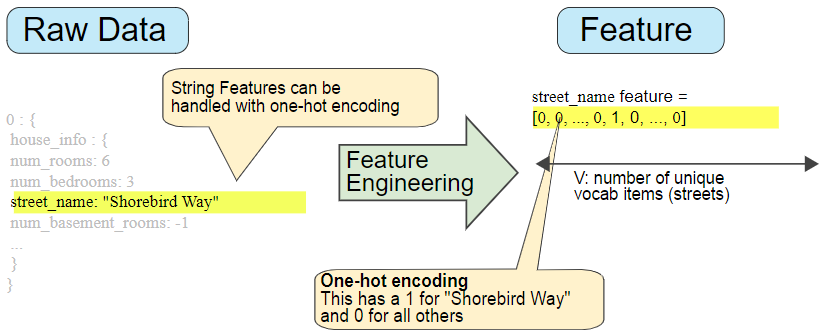 Raw Data
Feature
String Features can be
handled with one-hot encoding
0 : {
house_info : {
num_rooms: 6
num_bedrooms: 3
street_name: "Shorebird Way"
num_basement_rooms: -1
...
}
}
Feature
Engineering
street_name feature =
[0, 0, ..., 0, 1, 0, ..., 0]
V: number of unique
vocab items (streets)
One-hot encoding
This has a 1 for "Shorebird Way"
and 0 for all others